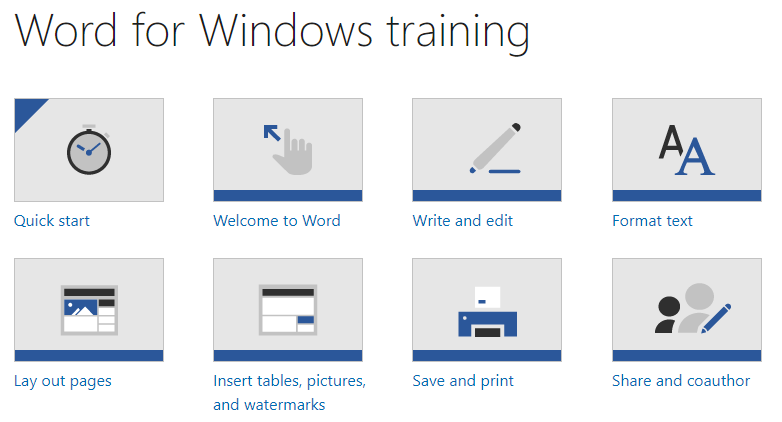 Word for Windows training
Quick start
Welcome to Word
Write and edit
Format text
Lay out pages
Insert tables, pictures,
and watermarks
Save and print
Share and coauthor